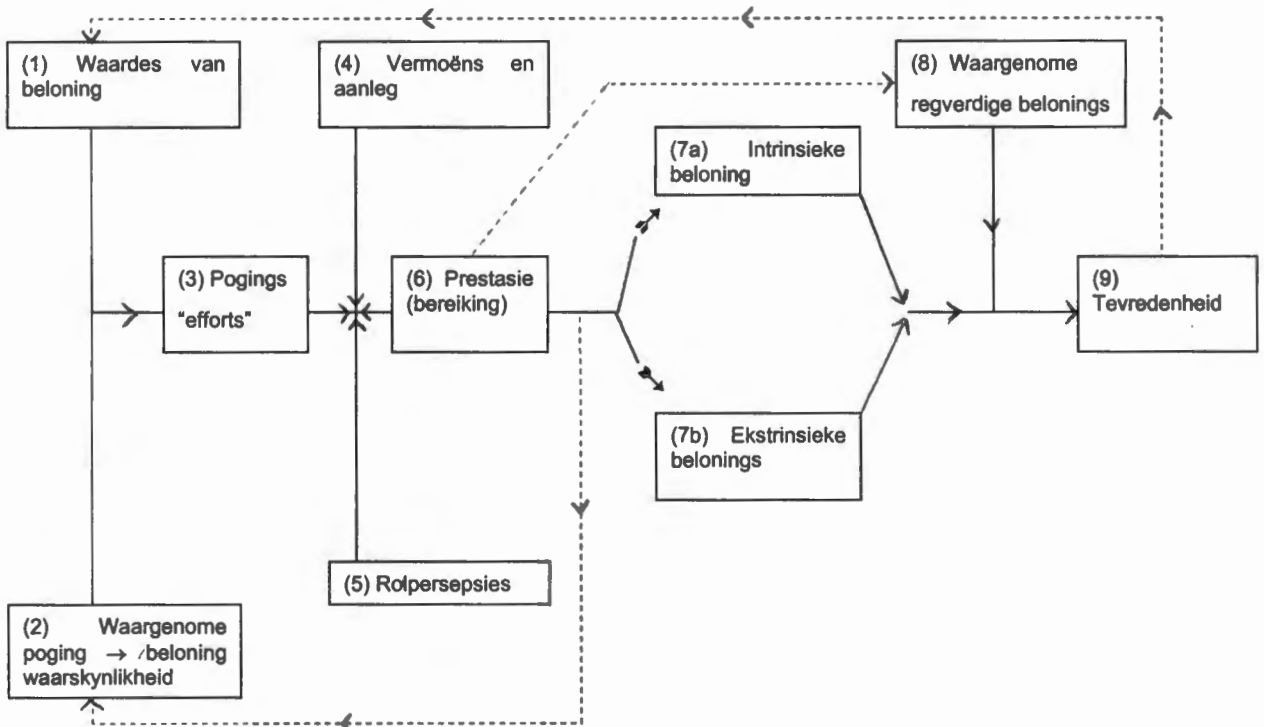 (1) Waardes van
beloning
(4) Vermoëns en
aanleg
(8) Waargenome
regverdige belonings
(7a) Intrinsieke
beloning
(3) Pogings
"efforts"
(6) Prestasie
(bereiking)
(9)
Tevredenheid
(7b) Ekstrinsieke
belonings
(5) Rolpersepsies
(2) Waargenome
poging → beloning
waarskynlikheid